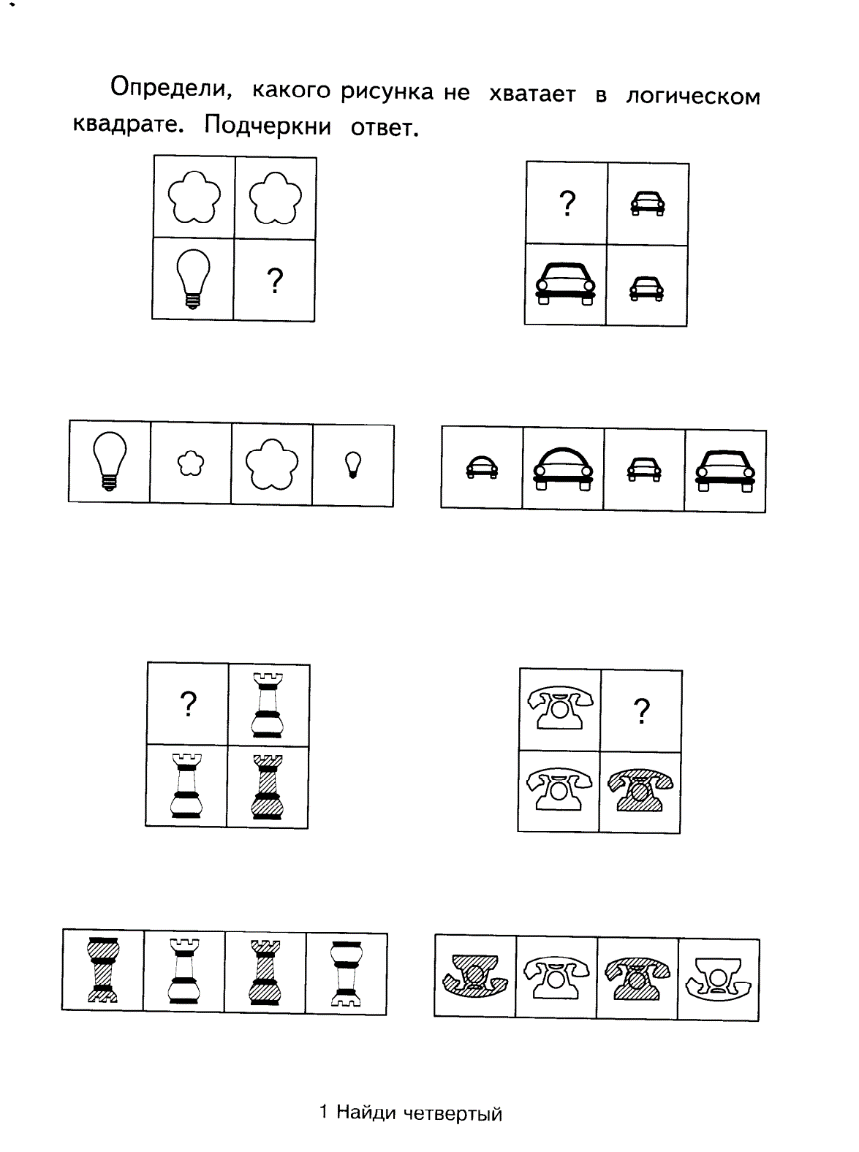 Определи, какого рисунка не хватает в логическом
квадрате. Подчеркни ответ.
?
?
?
?
1 Найди четвертый